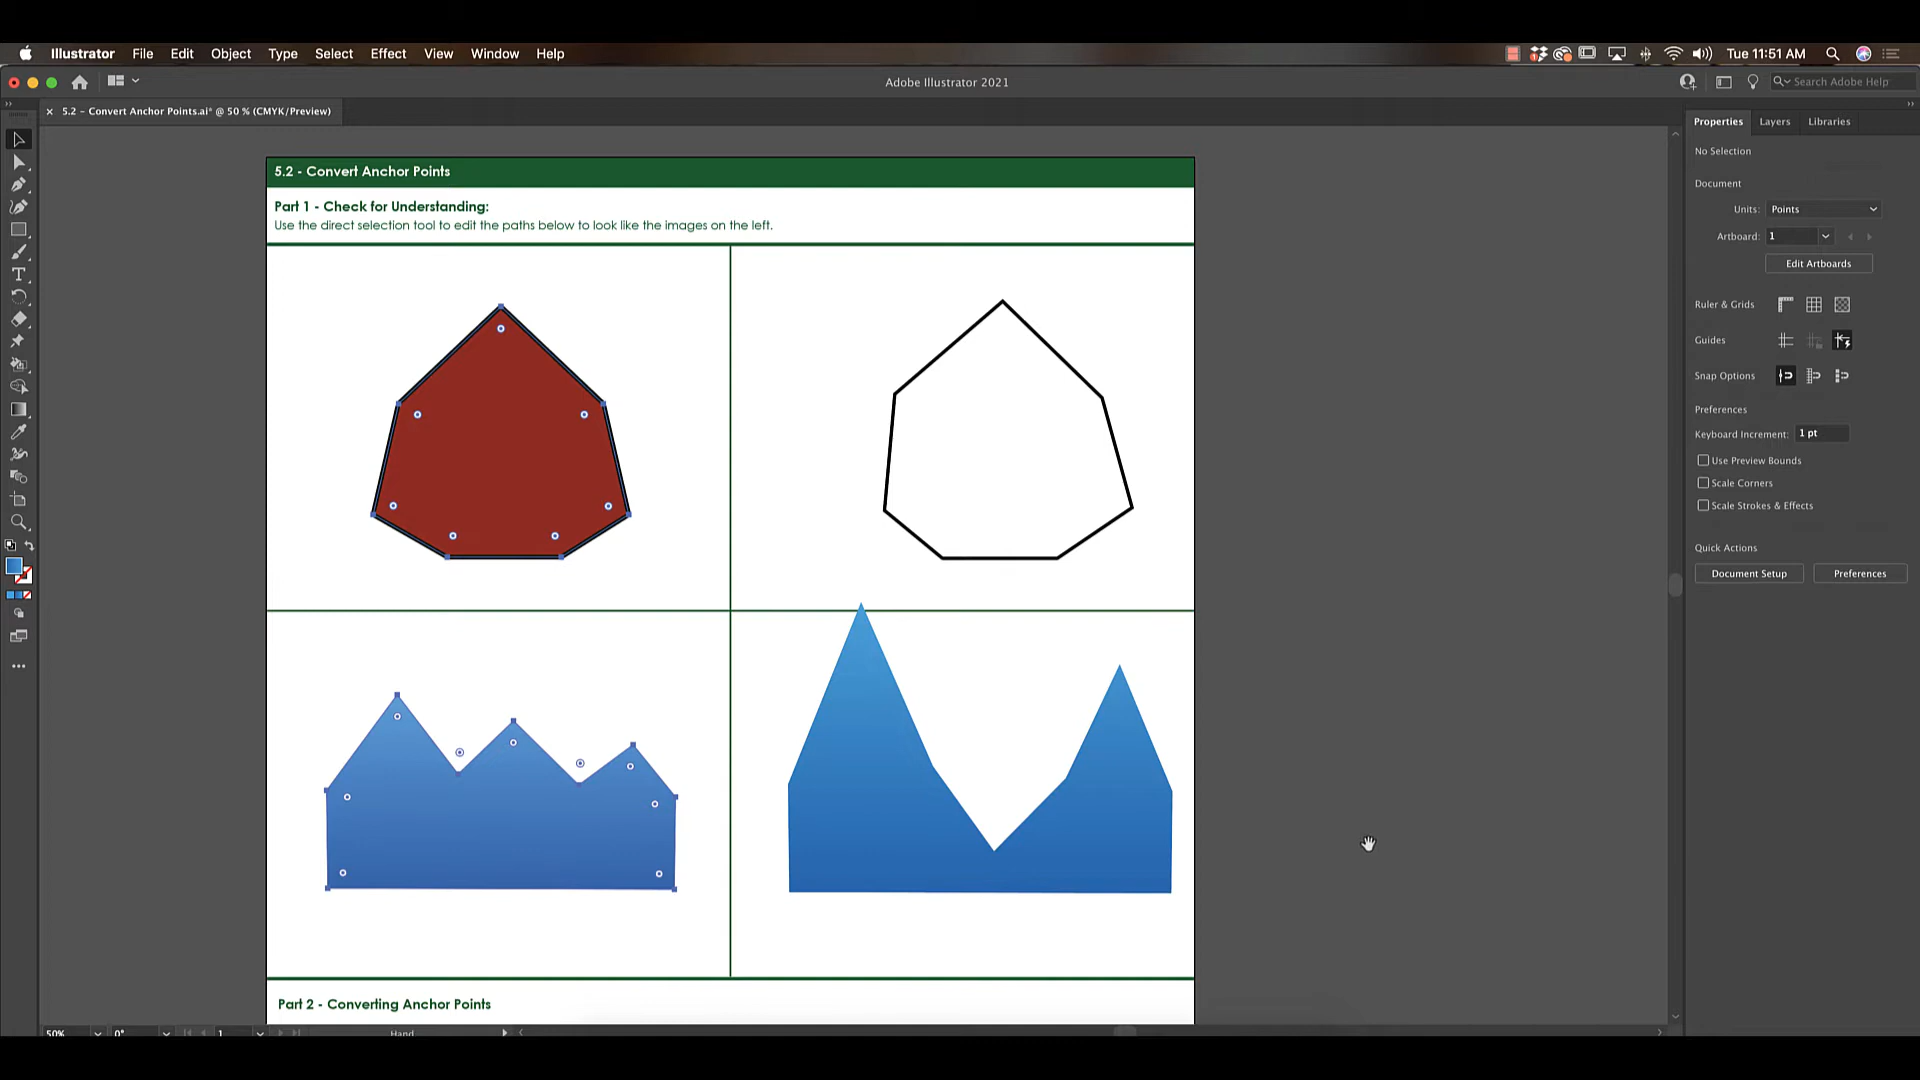 Illustrator File Edit Object Type Select Effect View Window Help
Tue 11:51 AM
Adobe Illustrator 2021
Search Adobe Help
× 5.2 - Convert Anchor Points.ai* @ 50 % (CMYK/Preview)
Properties Layers Libraries
No Selection
Document
Units: Points
Artboard: 1
Edit Artboards
Ruler & Grids
Guides
Snap Options
Preferences
Keyboard Increment: 1 pt
Use Preview Bounds
Scale Corners
Scale Strokes & Effects
Quick Actions
Document Setup Preferences
5.2 - Convert Anchor Points
Part 1 - Check for Understanding:
Use the direct selection tool to edit the paths below to look like the images on the left.
Part 2 - Converting Anchor Points
50% 0° 1 Hand